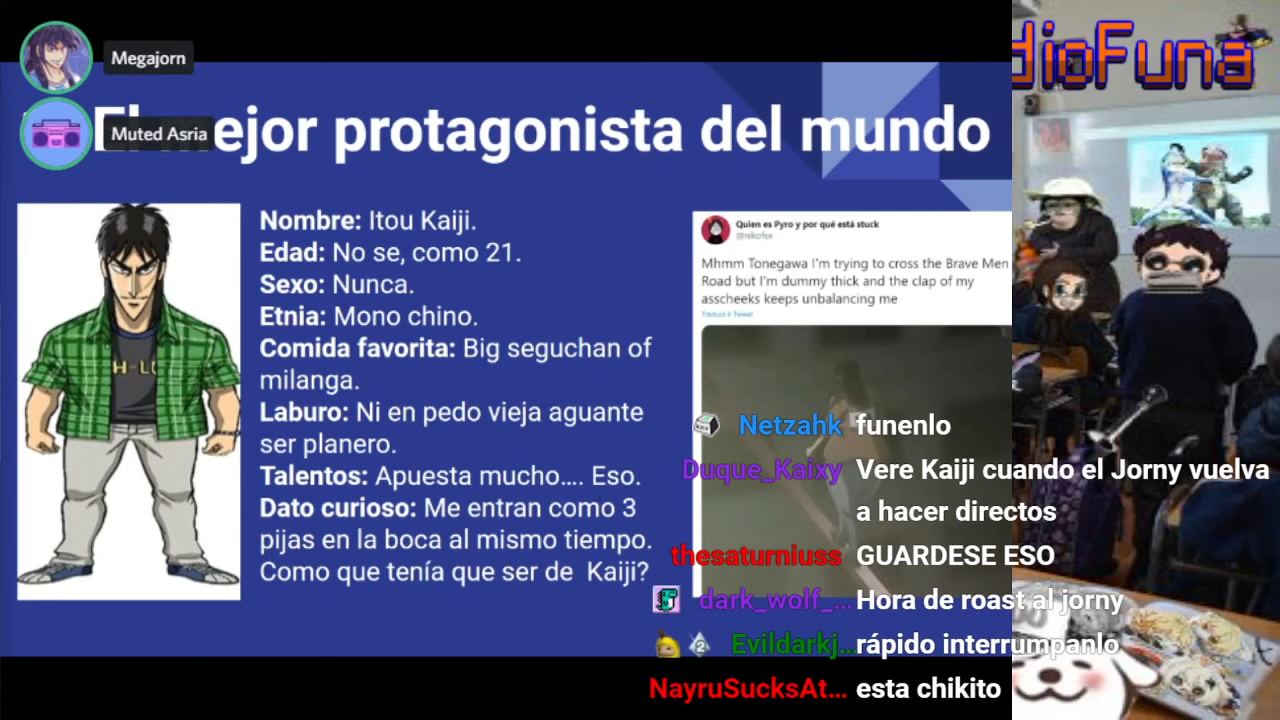 Megajorn
Muted Asria
El mejor protagonista del mundo
Nombre: Itou Kaiji.
Edad: No se, como 21.
Sexo: Nunca.
Etnia: Mono chino.
Comida favorita: Big seguchan of
milanga.
Laburo: Ni en pedo vieja aguante
ser planero.
Talentos: Apuesta mucho.... Eso.
Dato curioso: Me entran como 3
pijas en la boca al mismo tiempo.
Como que tenía que ser de Kaiji?
H-LO
Quien es Pyro y por qué está stuck
@nikofex
Mhmm Tonegawa I'm trying to cross the Brave Men
Road but I'm dummy thick and the clap of my
asscheeks keeps unbalancing me
Traduci il Tweet
dioFuna
Netzahk funenlo
Duque_Kaixy Vere Kaiji cuando el Jorny vuelva
a hacer directos
thesaturniuss GUARDESE ESO
dark_wolf_... Hora de roast al jorny
2 Evildarkj... rápido interrumpanlo
NayruSucksAt... esta chikito